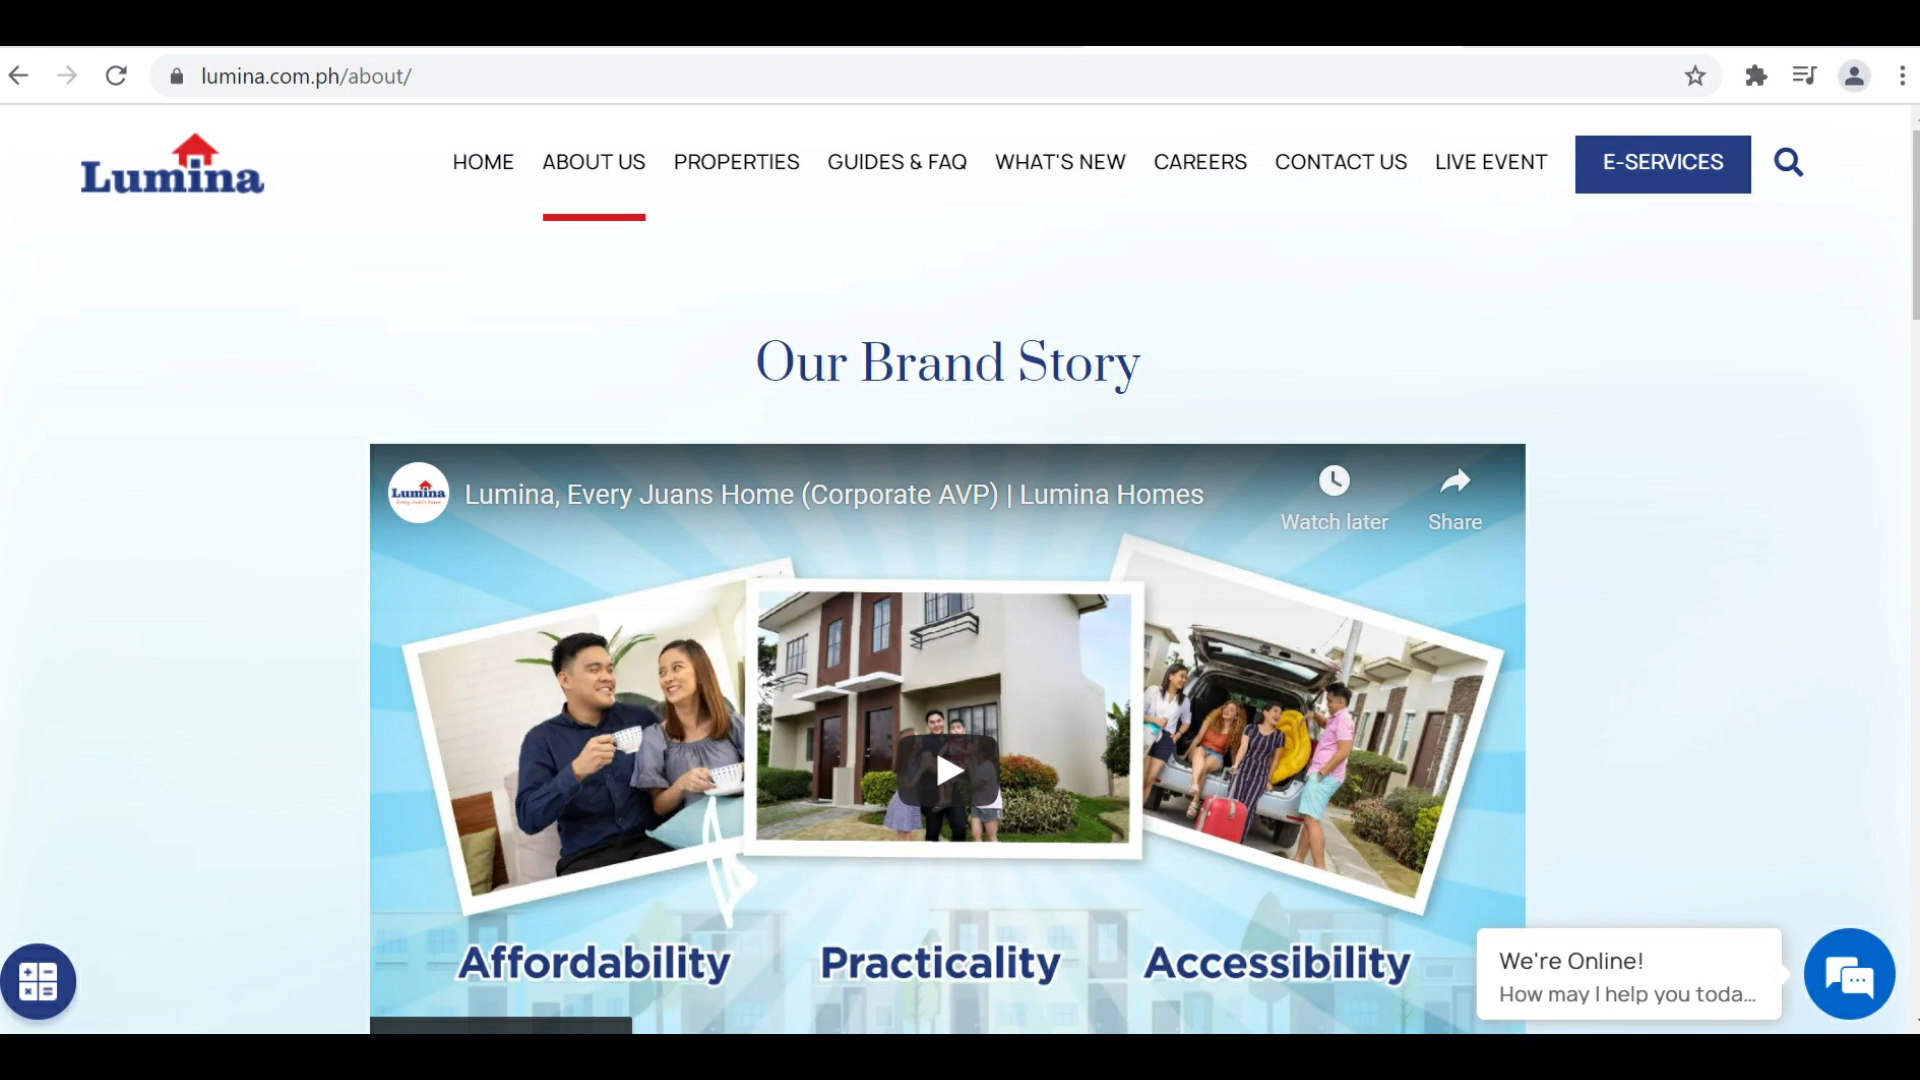 lumina.com.ph/about/
Lumina
HOME ABOUT US PROPERTIES GUIDES & FAQ WHAT'S NEW CAREERS CONTACT US LIVE EVENT E-SERVICES
Our Brand Story
Lumina
Lumina, Every Juans Home (Corporate AVP) | Lumina Homes
Watch later Share
Affordability Practicality Accessibility
We're Online!
How may I help you toda...